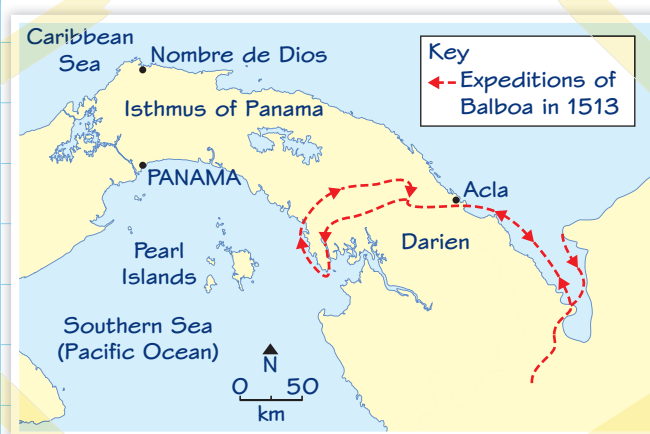 Caribbean
Sea
Nombre de Dios
Key
Expeditions of
Balboa in 1513
Isthmus of Panama
PANAMA
Acla
Darien
Pearl
Islands
Southern Sea
(Pacific Ocean)
N
0 50
km